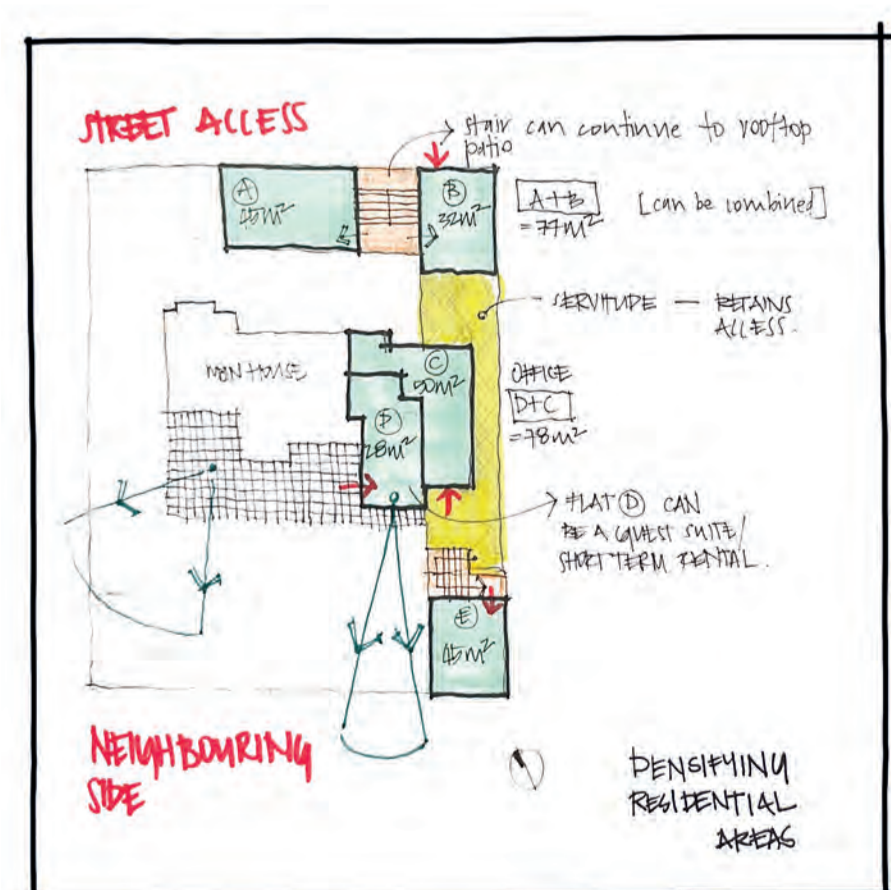 STREET ACCESS
stair can continue to rooftop
patio
A
45m²
B
32m²
A+B
=77m²
[can be combined]
SERVITUDE — RETAINS
ACCESS.
MAIN HOUSE
C
50m²
OFFICE
D+C
=78m²
D
28m²
FLAT D CAN
BE A GUEST SUITE/
SHORT TERM RENTAL.
E
45m²
NEIGHBOURING
SIDE
DENSIFYING
RESIDENTIAL
AREAS